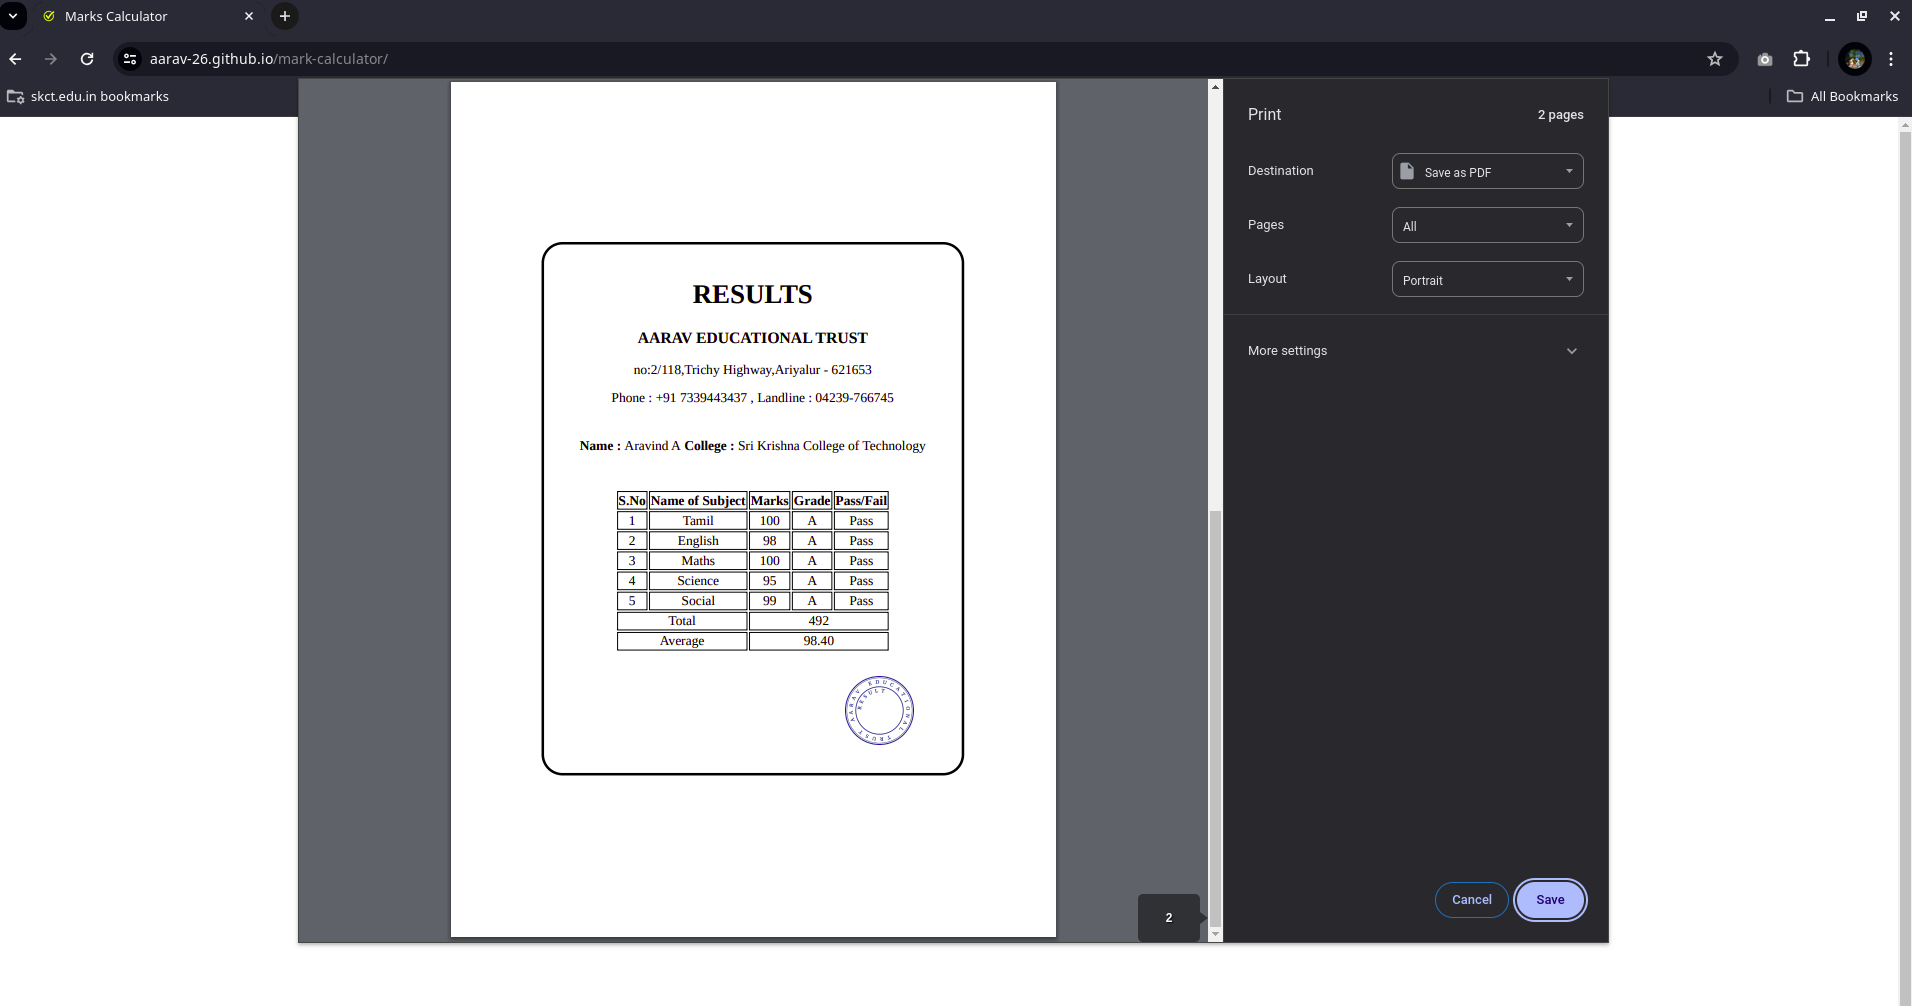 Marks Calculator
aarav-26.github.io/mark-calculator/
skct.edu.in bookmarks
All Bookmarks
RESULTS
AARAV EDUCATIONAL TRUST
no:2/118,Trichy Highway,Ariyalur - 621653
Phone : +91 7339443437 , Landline : 04239-766745
Name : Aravind A College : Sri Krishna College of Technology
S.No Name of Subject Marks Grade Pass/Fail
1 Tamil 100 A Pass
2 English 98 A Pass
3 Maths 100 A Pass
4 Science 95 A Pass
5 Social 99 A Pass
Total 492
Average 98.40
AARAV EDUCATIONAL TRUST
RESULT
2
Print 2 pages
Destination Save as PDF
Pages All
Layout Portrait
More settings
Cancel Save